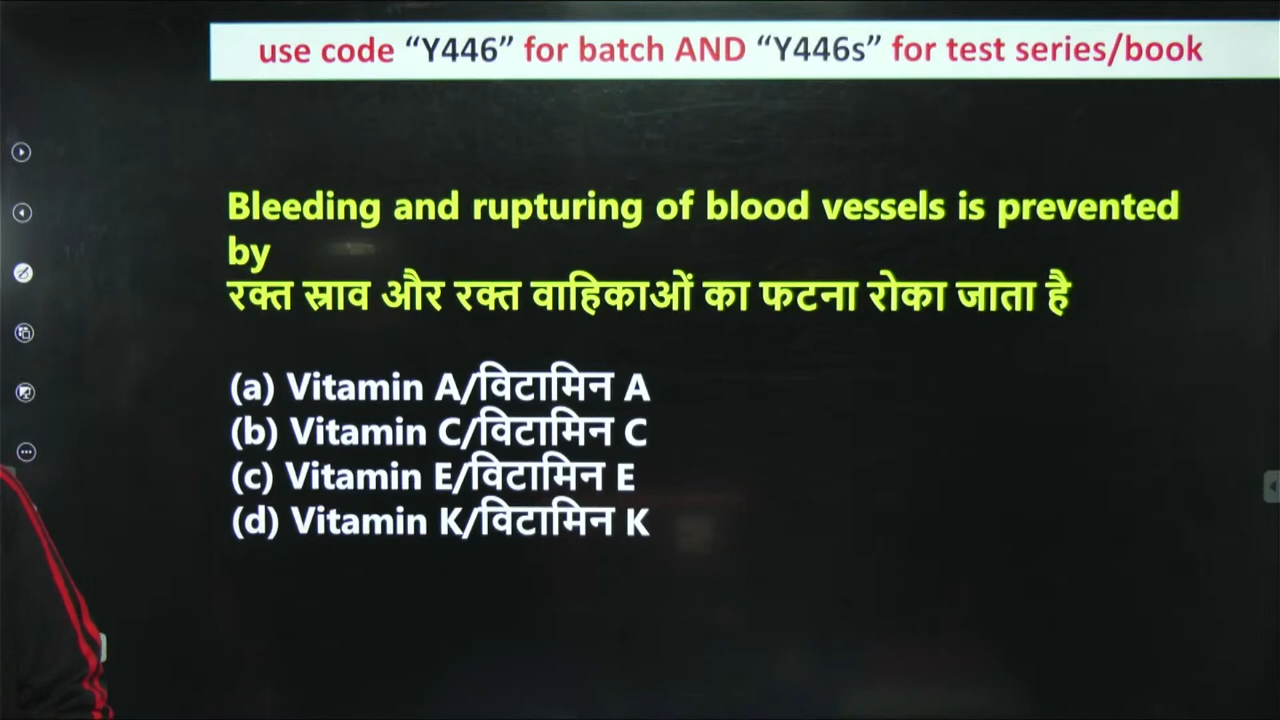 use code “Y446” for batch AND “Y446s” for test series/book
Bleeding and rupturing of blood vessels is prevented
by
रक्त स्राव और रक्त वाहिकाओं का फटना रोका जाता है
(a) Vitamin A/विटामिन A
(b) Vitamin C/विटामिन C
(c) Vitamin E/विटामिन E
(d) Vitamin K/विटामिन K